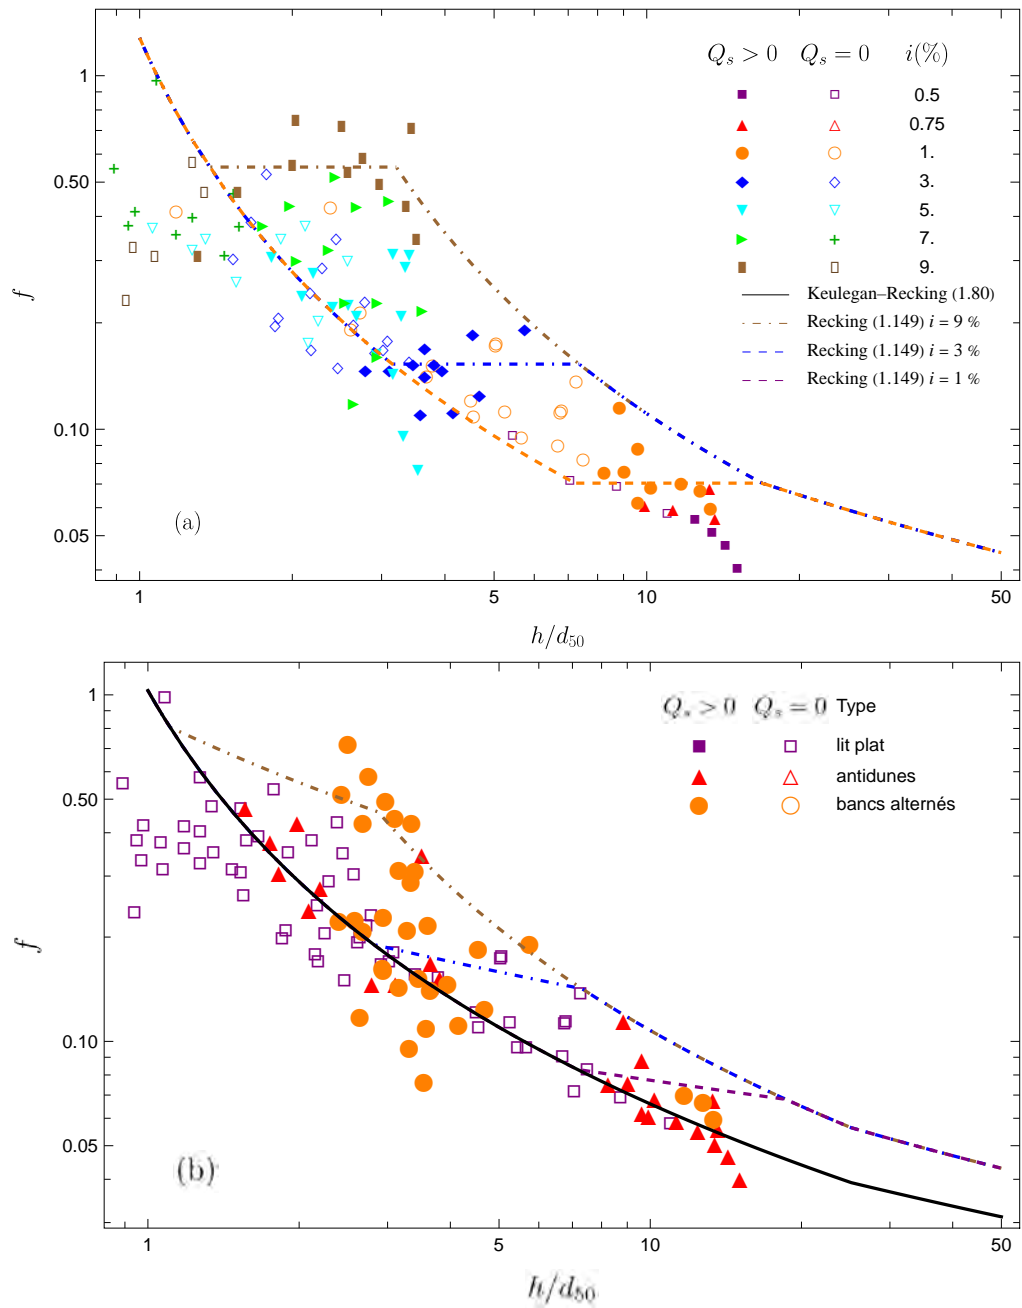 Q_s > 0 Q_s = 0 i(%)
0.5
0.75
1.
3.
5.
7.
9.
Keulegan–Recking (1.80)
Recking (1.149) i = 9 %
Recking (1.149) i = 3 %
Recking (1.149) i = 1 %
1
0.50
0.10
0.05
f
(a)
1 5 10 50
h/d₅₀
Q_s > 0 Q_s = 0 Type
lit plat
antidunes
bancs alternés
1
0.50
0.10
0.05
f
(b)
1 5 10 50
h/d₅₀